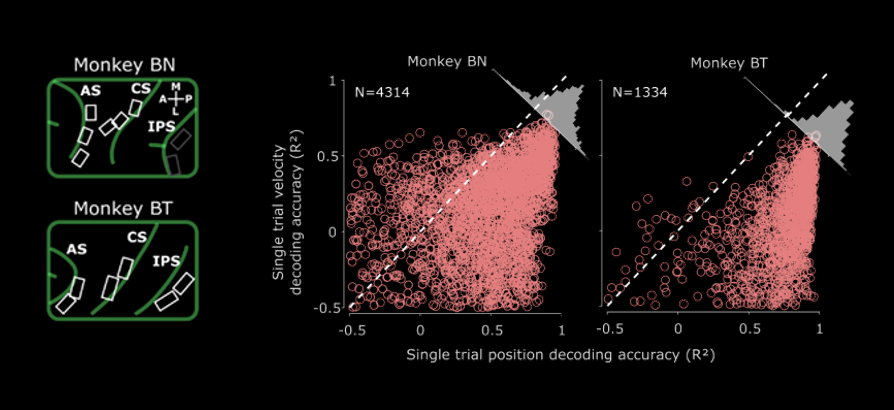 Monkey BN
AS
CS
M
A
P
L
IPS
Monkey BT
AS
CS
IPS
Monkey BN
N=4314
1
0.5
0
-0.5
-0.5
0
0.5
1
Single trial velocity
decoding accuracy (R²)
Monkey BT
N=1334
-0.5
0
0.5
1
Single trial position decoding accuracy (R²)